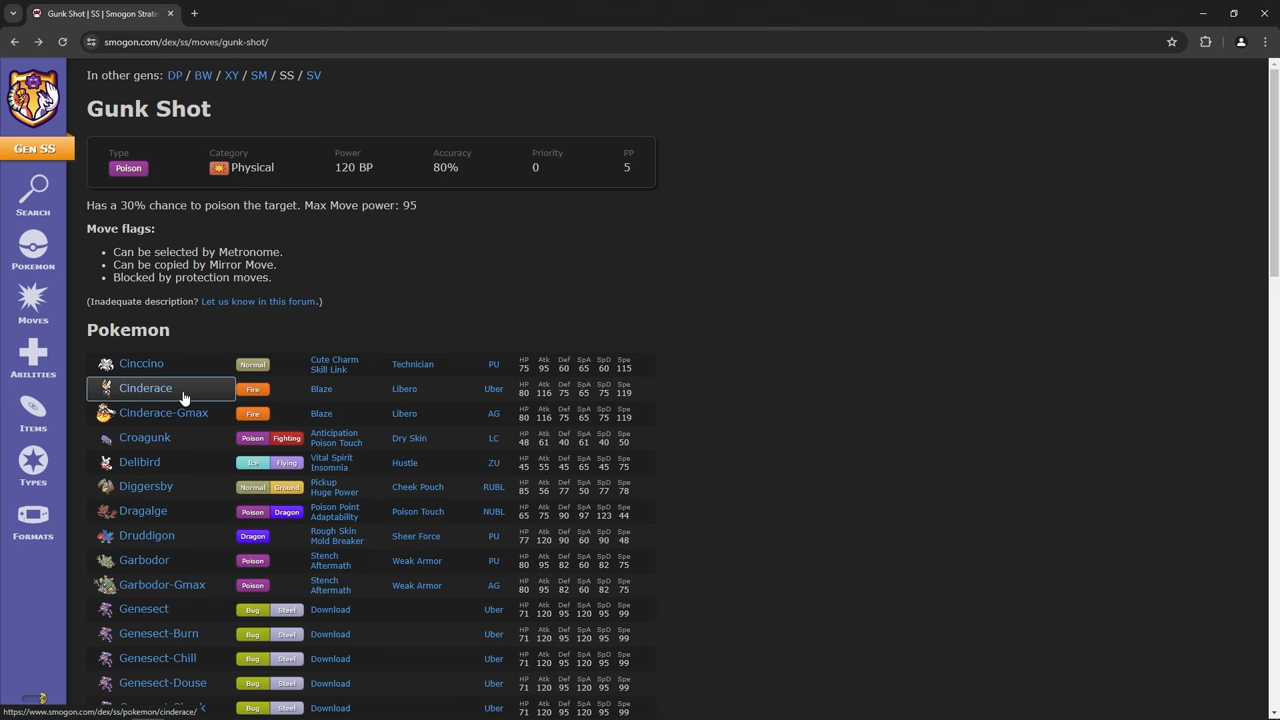 Gunk Shot | SS | Smogon Strate
smogon.com/dex/ss/moves/gunk-shot/
In other gens: DP / BW / XY / SM / SS / SV
Gunk Shot
GEN SS
SEARCH
POKEMON
MOVES
ABILITIES
ITEMS
TYPES
FORMATS
Type Category Power Accuracy Priority PP
Poison Physical 120 BP 80% 0 5
Has a 30% chance to poison the target. Max Move power: 95
Move flags:
• Can be selected by Metronome.
• Can be copied by Mirror Move.
• Blocked by protection moves.
(Inadequate description? Let us know in this forum.)
Pokemon
Cinccino Normal Cute Charm Skill Link Technician PU HP 75 Atk 95 Def 60 SpA 65 SpD 60 Spe 115
Cinderace Fire Blaze Libero Uber HP 80 Atk 116 Def 75 SpA 65 SpD 75 Spe 119
Cinderace-Gmax Fire Blaze Libero AG HP 80 Atk 116 Def 75 SpA 65 SpD 75 Spe 119
Croagunk Poison Fighting Anticipation Poison Touch Dry Skin LC HP 48 Atk 61 Def 40 SpA 61 SpD 40 Spe 50
Delibird Ice Flying Vital Spirit Insomnia Hustle ZU HP 45 Atk 55 Def 45 SpA 65 SpD 45 Spe 75
Diggersby Normal Ground Pickup Huge Power Cheek Pouch RUBL HP 85 Atk 56 Def 77 SpA 50 SpD 77 Spe 78
Dragalge Poison Dragon Poison Point Adaptability Poison Touch NUBL HP 65 Atk 75 Def 90 SpA 97 SpD 123 Spe 44
Druddigon Dragon Rough Skin Mold Breaker Sheer Force PU HP 77 Atk 120 Def 90 SpA 60 SpD 90 Spe 48
Garbodor Poison Stench Aftermath Weak Armor PU HP 80 Atk 95 Def 82 SpA 60 SpD 82 Spe 75
Garbodor-Gmax Poison Stench Aftermath Weak Armor AG HP 80 Atk 95 Def 82 SpA 60 SpD 82 Spe 75
Genesect Bug Steel Download Uber HP 71 Atk 120 Def 95 SpA 120 SpD 95 Spe 99
Genesect-Burn Bug Steel Download Uber HP 71 Atk 120 Def 95 SpA 120 SpD 95 Spe 99
Genesect-Chill Bug Steel Download Uber HP 71 Atk 120 Def 95 SpA 120 SpD 95 Spe 99
Genesect-Douse Bug Steel Download Uber HP 71 Atk 120 Def 95 SpA 120 SpD 95 Spe 99
Bug Steel Download Uber HP 71 Atk 120 Def 95 SpA 120 SpD 95 Spe 99
https://www.smogon.com/dex/ss/pokemon/cinderace/